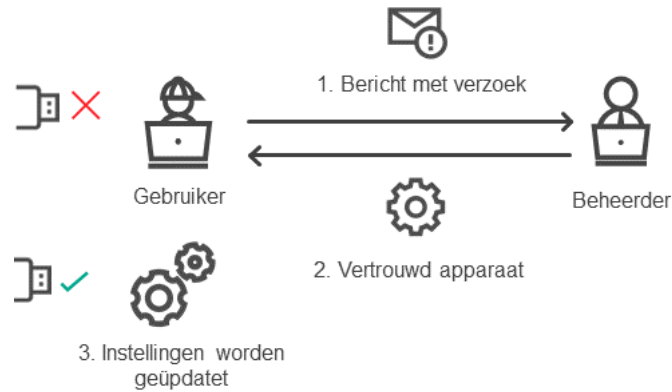 1. Bericht met verzoek
Gebruiker
Beheerder
2. Vertrouwd apparaat
3. Instellingen worden
geüpdatet